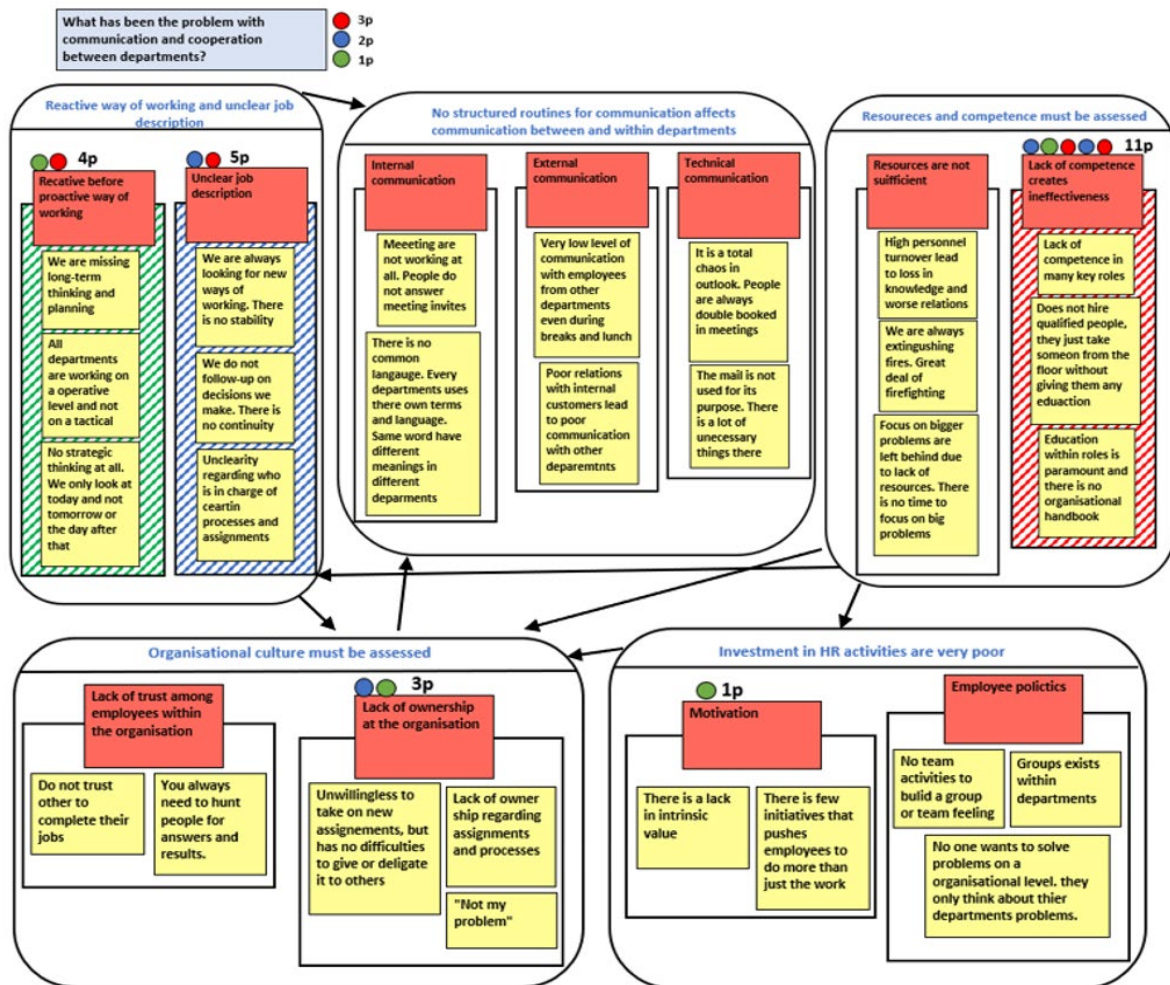 What has been the problem with
communication and cooperation
between departments?
3p
2p
1p
Reactive way of working and unclear job
description
4p
Recative before
proactive way of
working
We are missing
long-term
thinking and
planning
All
departments
are working on
a operative
level and not
on a tactical
No strategic
thinking at all.
We only look at
today and not
tomorrow or
the day after
that
5p
Unclear job
description
We are always
looking for new
ways of
working. There
is no stability
We do not
follow-up on
decisions we
make. There is
no continuity
Unclearity
regarding who
is in charge of
ceartin
processes and
assignments
No structured routines for communication affects
communication between and within departments
Internal
communication
Meeeting are
not working at
all. People do
not answer
meeting invites
There is no
common
langauge. Every
departments uses
there own terms
and language.
Same word have
different
meanings in
different
deparments
External
communication
Very low level of
communication
with employees
from other
departments
even during
breaks and lunch
Poor relations
with internal
customers lead
to poor
communication
with other
deparemtnts
Technical
communication
It is a total
chaos in
outlook. People
are always
double booked
in meetings
The mail is not
used for its
purpose. There
is a lot of
unecessary
things there
Resoureces and competence must be assessed
Resources are not
suifficient
High personnel
turnover lead to
loss in
knowledge and
worse relations
We are always
extingushing
fires. Great
deal of
firefighting
Focus on bigger
problems are
left behind due
to lack of
resources. There
is no time to
focus on big
problems
11p
Lack of competence
creates
ineffectiveness
Lack of
competence in
many key roles
Does not hire
qualified people,
they just take
someon from the
floor without
giving them any
eduaction
Education
within roles is
paramount and
there is no
organisational
handbook
Organisational culture must be assessed
Lack of trust among
employees within
the organisation
Do not trust
other to
complete their
jobs
You always
need to hunt
people for
answers and
results.
3p
Lack of ownership
at the organisation
Unwillingless to
take on new
assignements, but
has no difficulties
to give or deligate
it to others
Lack of owner
ship regarding
assignments
and processes
"Not my
problem"
Investment in HR activities are very poor
1p
Motivation
There is a lack
in intrinsic
value
There is few
initiatives that
pushes
employees to
do more than
just the work
Employee polictics
No team
activities to
bulid a group
or team feeling
Groups exists
within
departments
No one wants to solve
problems on a
organisational level. they
only think about thier
departments problems.